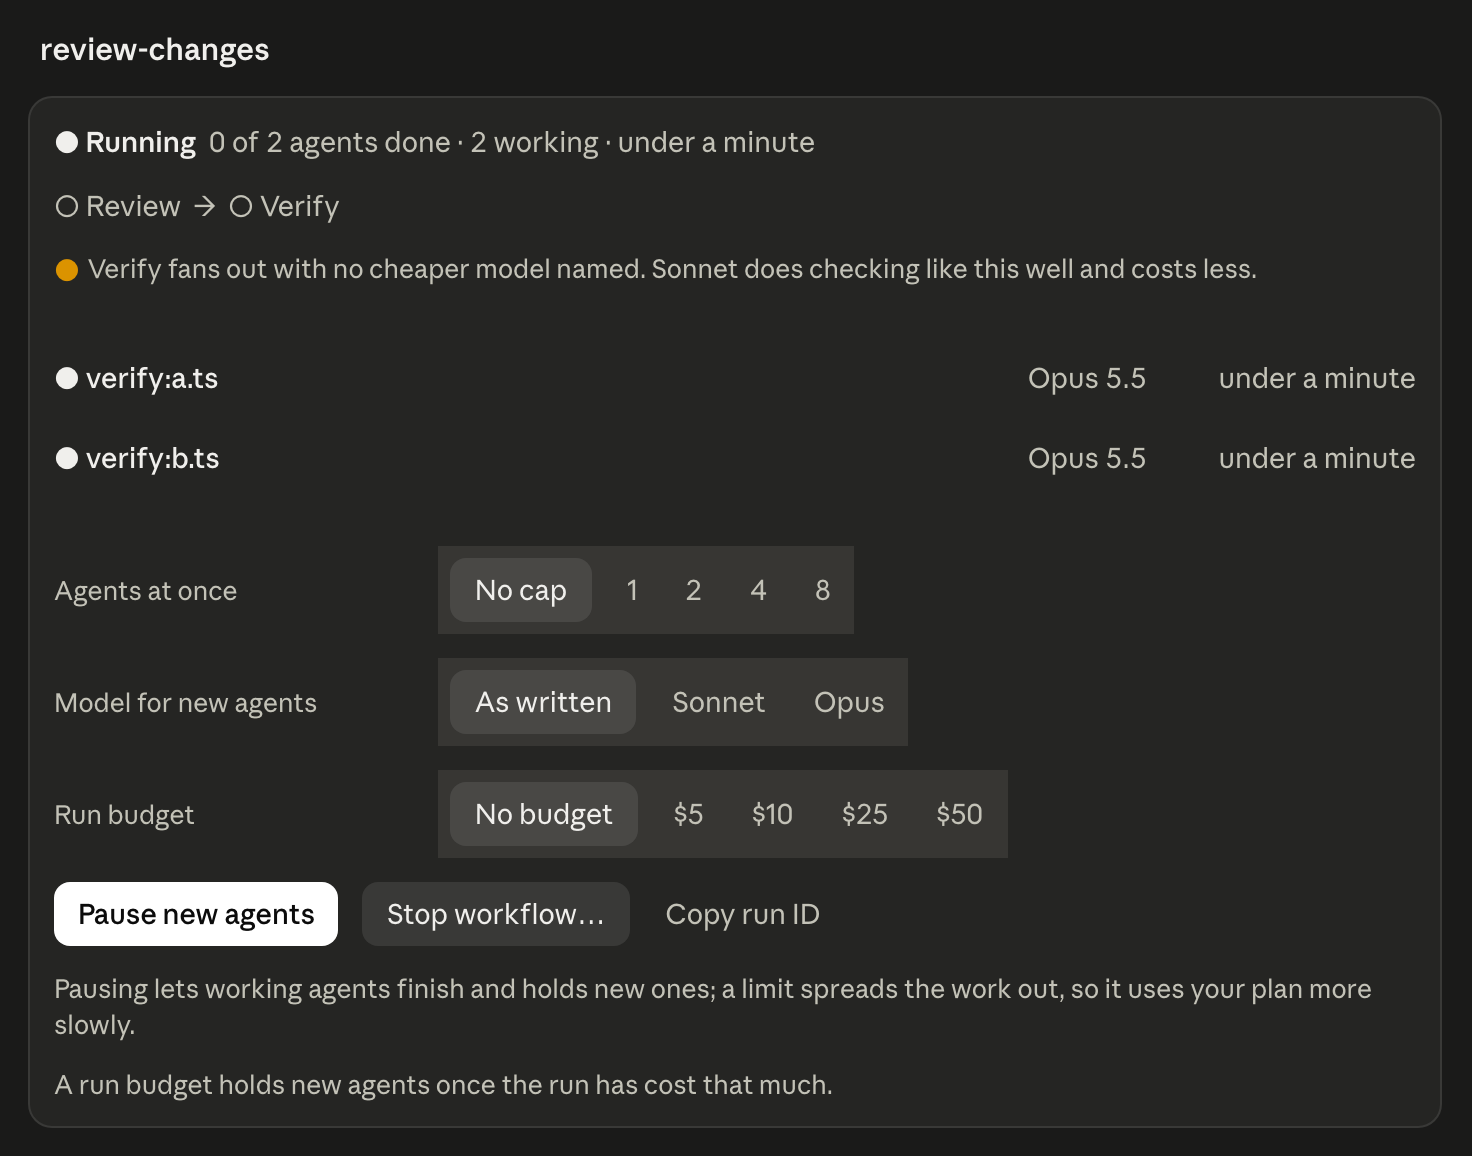 review-changes
Running 0 of 2 agents done · 2 working · under a minute
Review → Verify
Verify fans out with no cheaper model named. Sonnet does checking like this well and costs less.
verify:a.ts Opus 5.5 under a minute
verify:b.ts Opus 5.5 under a minute
Agents at once No cap 1 2 4 8
Model for new agents As written Sonnet Opus
Run budget No budget $5 $10 $25 $50
Pause new agents Stop workflow... Copy run ID
Pausing lets working agents finish and holds new ones; a limit spreads the work out, so it uses your plan more
slowly.
A run budget holds new agents once the run has cost that much.